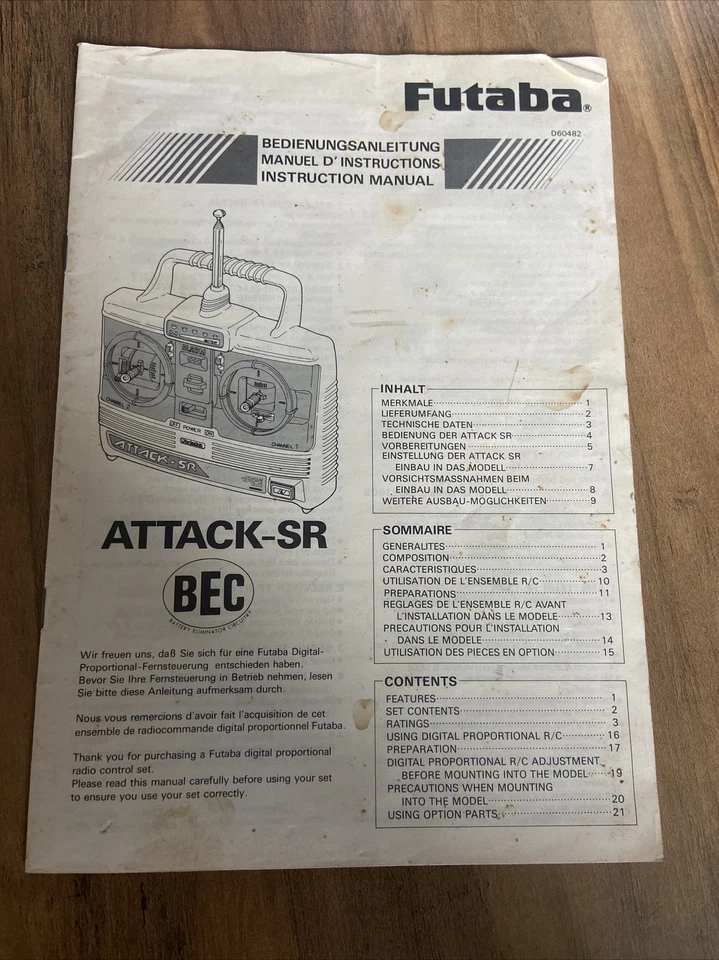 Futaba®
D60482
BEDIENUNGSANLEITUNG
MANUEL D'INSTRUCTIONS
INSTRUCTION MANUAL
CHANNEL 2
POWER
CHANNEL 1
Futaba
ATTACK-SR
ATTACK-SR
BEC
BATTERY ELIMINATOR CIRCUITRY
Wir freuen uns, daß Sie sich für eine Futaba Digital-
Proportional-Fernsteuerung entschieden haben.
Bevor Sie Ihre Fernsteuerung in Betrieb nehmen, lesen
Sie bitte diese Anleitung aufmerksam durch.
Nous vous remercions d'avoir fait l'acquisition de cet
ensemble de radiocommande digital proportionnel Futaba.
Thank you for purchasing a Futaba digital proportional
radio control set.
Please read this manual carefully before using your set
to ensure you use your set correctly.
INHALT
MERKMALE 1
LIEFERUMFANG 2
TECHNISCHE DATEN 3
BEDIENUNG DER ATTACK SR 4
VORBEREITUNGEN 5
EINSTELLUNG DER ATTACK SR
EINBAU IN DAS MODELL 7
VORSICHTSMASSNAHMEN BEIM
EINBAU IN DAS MODELL 8
WEITERE AUSBAU-MÖGLICHKEITEN 9
SOMMAIRE
GENERALITES 1
COMPOSITION 2
CARACTERISTIQUES 3
UTILISATION DE L'ENSEMBLE R/C 10
PREPARATIONS 11
REGLAGES DE L'ENSEMBLE R/C AVANT
L'INSTALLATION DANS LE MODELE 13
PRECAUTIONS POUR L'INSTALLATION
DANS LE MODELE 14
UTILISATION DES PIECES EN OPTION 15
CONTENTS
FEATURES 1
SET CONTENTS 2
RATINGS 3
USING DIGITAL PROPORTIONAL R/C 16
PREPARATION 17
DIGITAL PROPORTIONAL R/C ADJUSTMENT
BEFORE MOUNTING INTO THE MODEL 19
PRECAUTIONS WHEN MOUNTING
INTO THE MODEL 20
USING OPTION PARTS 21